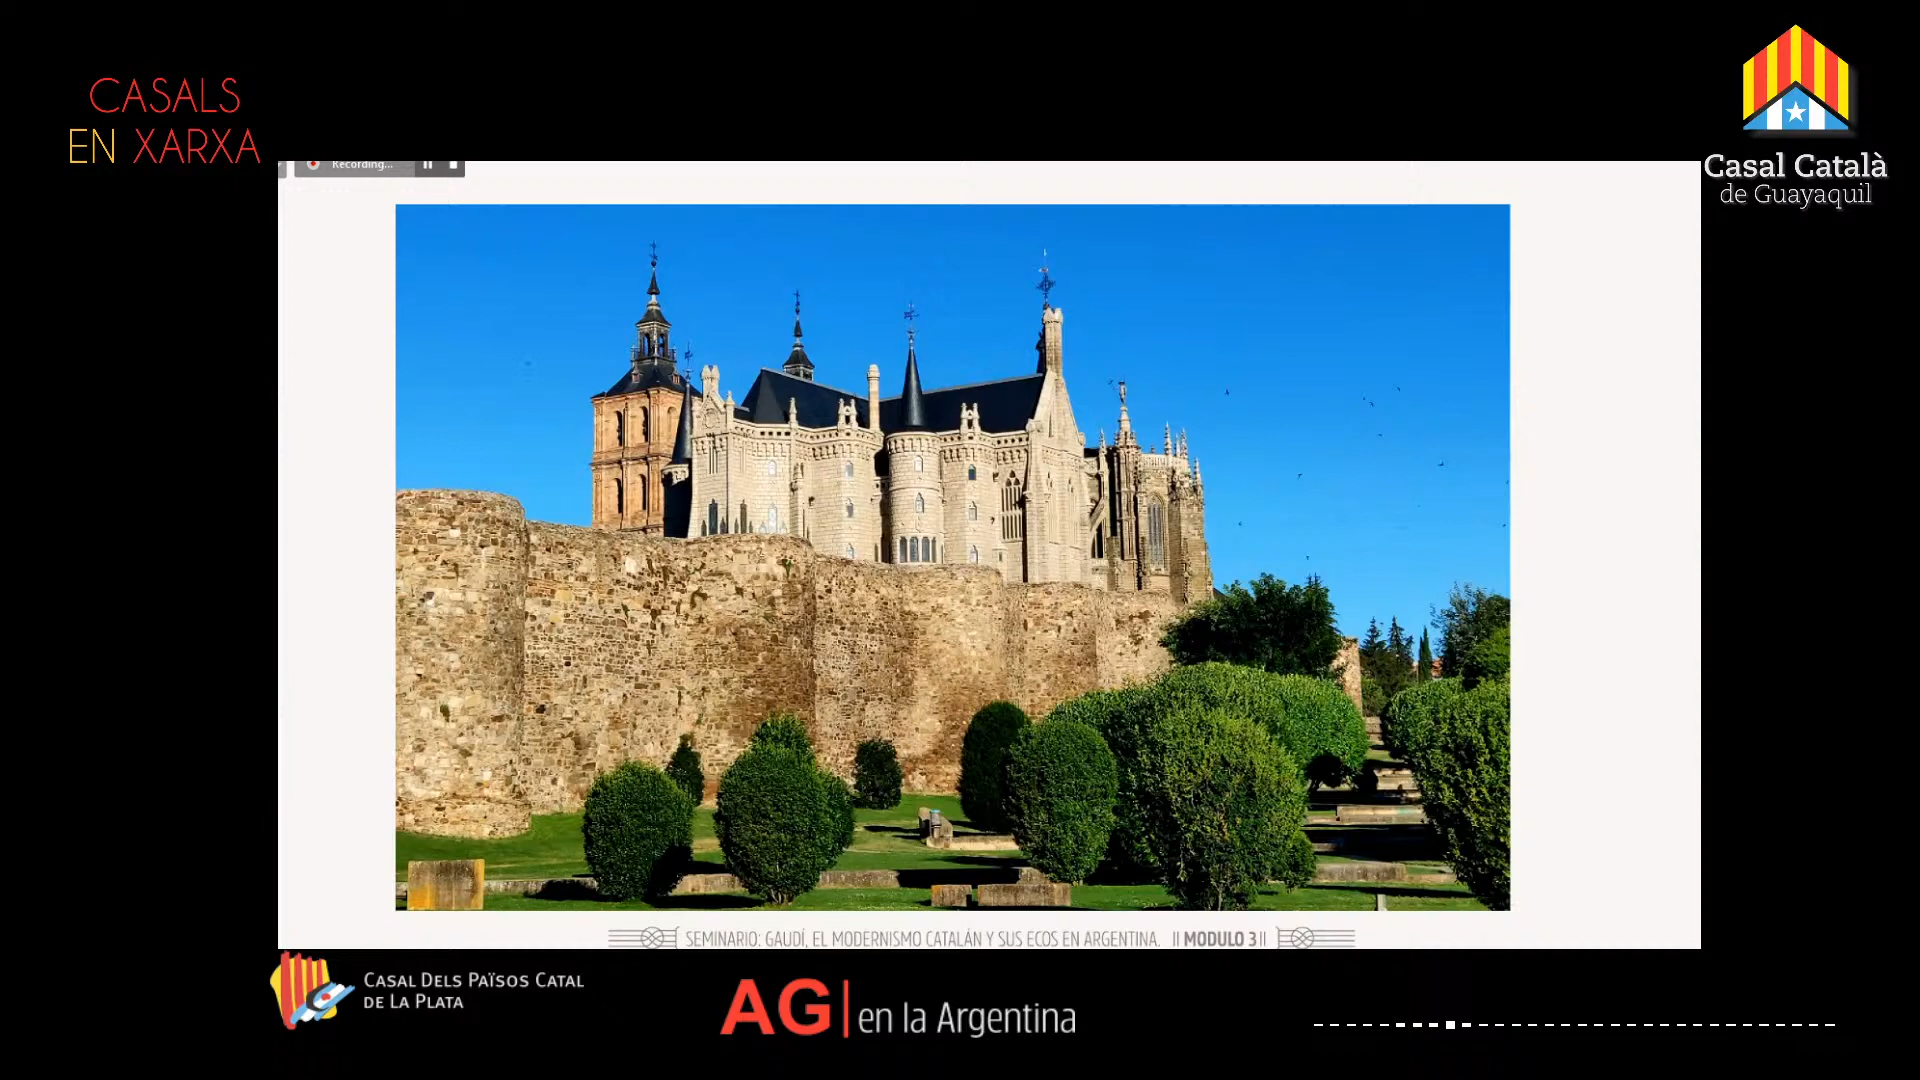 CASALS
EN XARXA
Recording...
Casal Català
de Guayaquil
SEMINARIO: GAUDÍ, EL MODERNISMO CATALÁN Y SUS ECOS EN ARGENTINA. || MODULO 3 ||
CASAL DELS PAÏSOS CATAL
DE LA PLATA
AG| en la Argentina